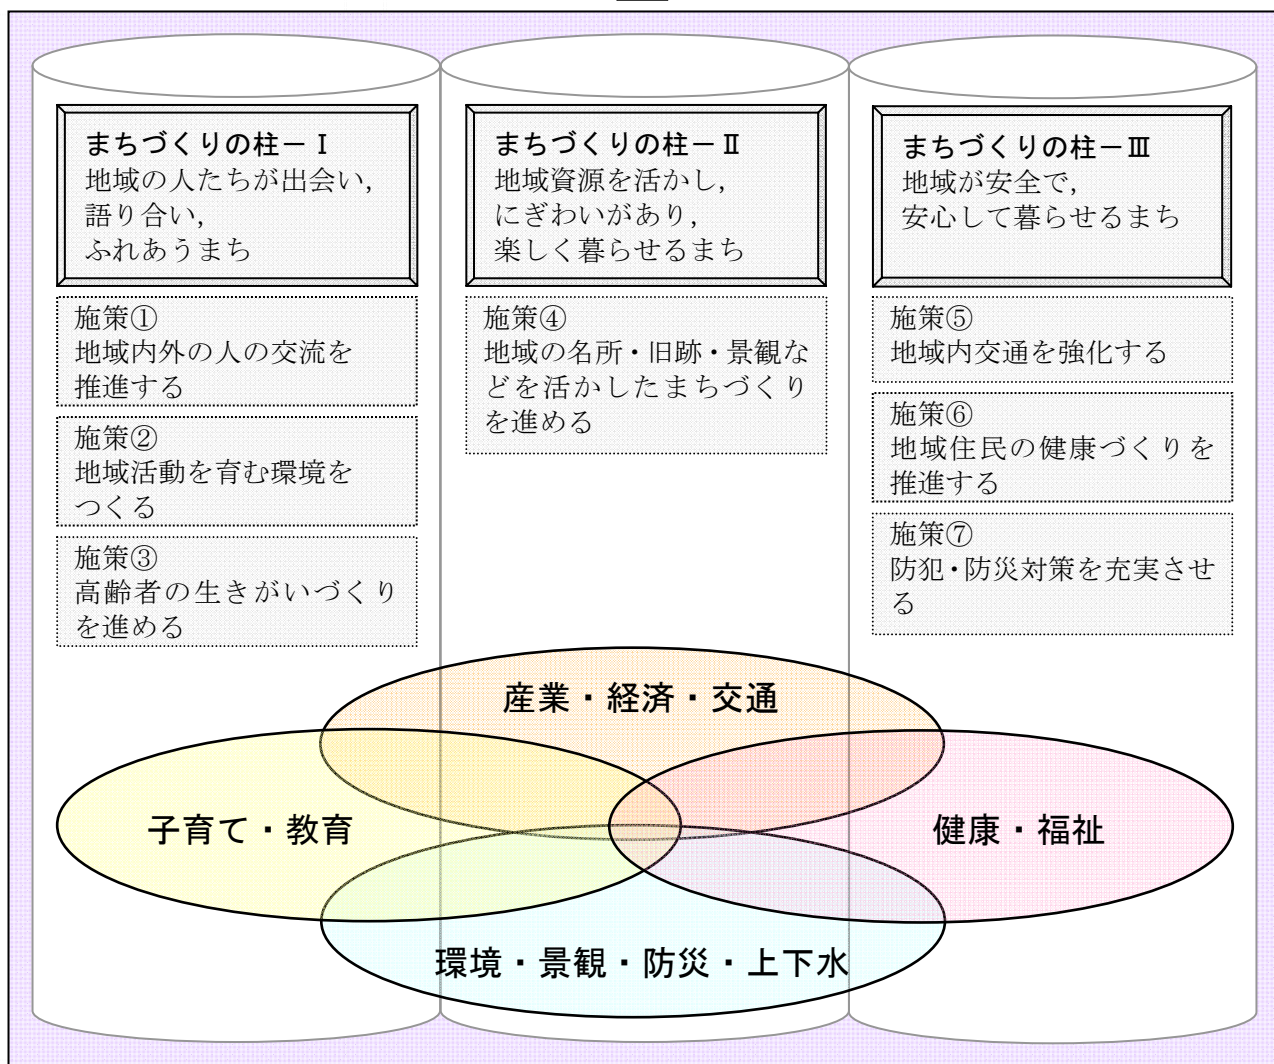 まちづくりの柱－Ⅰ
地域の人たちが出会い,
語り合い,
ふれあうまち
施策①
地域内外の人の交流を
推進する
施策②
地域活動を育む環境を
つくる
施策③
高齢者の生きがいづくり
を進める
まちづくりの柱－Ⅱ
地域資源を活かし,
にぎわいがあり,
楽しく暮らせるまち
施策④
地域の名所・旧跡・景観な
どを活かしたまちづくり
を進める
まちづくりの柱－Ⅲ
地域が安全で,
安心して暮らせるまち
施策⑤
地域内交通を強化する
施策⑥
地域住民の健康づくりを
推進する
施策⑦
防犯・防災対策を充実させ
る
産業・経済・交通
子育て・教育
健康・福祉
環境・景観・防災・上下水